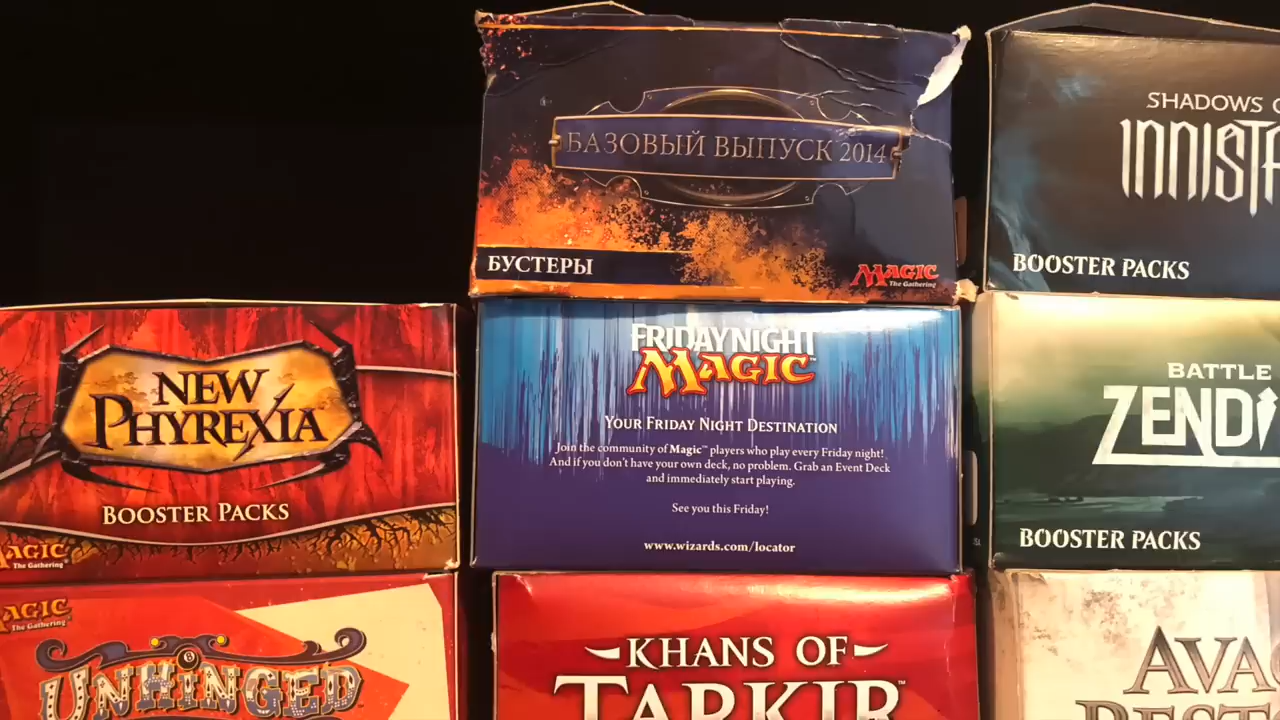 БАЗОВЫЙ ВЫПУСК 2014
БУСТЕРЫ
MAGIC
The Gathering
SHADOWS
BOOSTER PACKS
NEW
PHYREXIA
BOOSTER PACKS
The Gathering
FRIDAY NIGHT
MAGIC™
YOUR FRIDAY NIGHT DESTINATION
Join the community of Magic™ players who play every Friday night!
And if you don't have your own deck, no problem. Grab an Event Deck
and immediately start playing.
See you this Friday!
www.wizards.com/locator
BATTLE
BOOSTER PACKS
The Gathering
UNHINGED
KHANS OF
TARKIR™